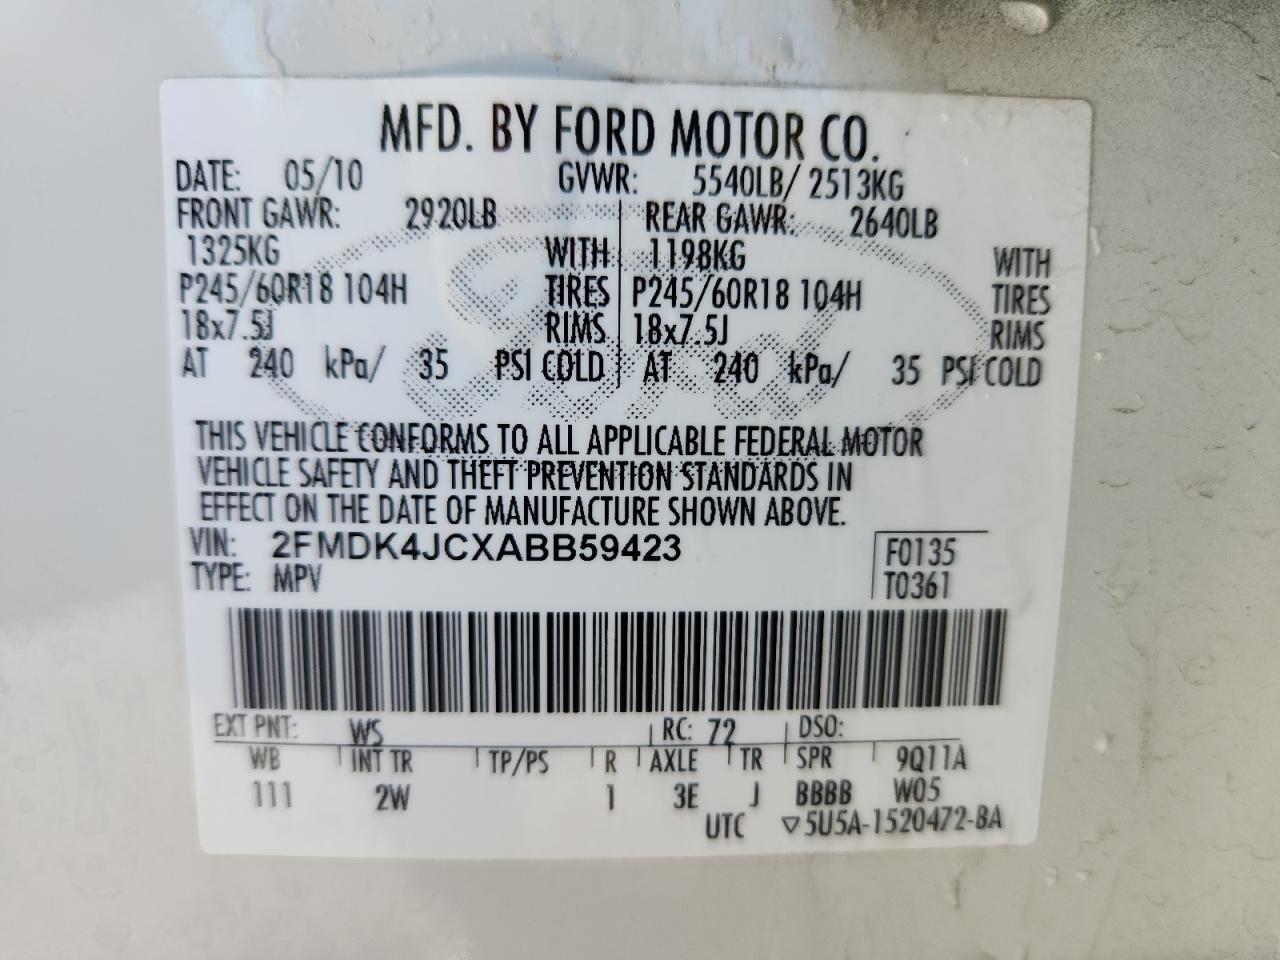 MFD. BY FORD MOTOR CO.
DATE: 05/10 GVWR: 5540LB/ 2513KG
FRONT GAWR: 2920LB REAR GAWR: 2640LB
1325KG WITH 1198KG WITH
P245/60R18 104H TIRES P245/60R18 104H TIRES
18x7.5J RIMS 18x7.5J RIMS
AT 240 kPa/ 35 PSI COLD AT 240 kPa/ 35 PSI COLD
Ford
THIS VEHICLE CONFORMS TO ALL APPLICABLE FEDERAL MOTOR
VEHICLE SAFETY AND THEFT PREVENTION STANDARDS IN
EFFECT ON THE DATE OF MANUFACTURE SHOWN ABOVE.
VIN: 2FMDK4JCXABB59423 F0135
TYPE: MPV T0361
EXT PNT: WS RC: 72 DSO:
WB INT TR TP/PS R AXLE TR SPR 9Q11A
111 2W 1 3E J BBBB W05
UTC ▽5U5A-1520472-BA